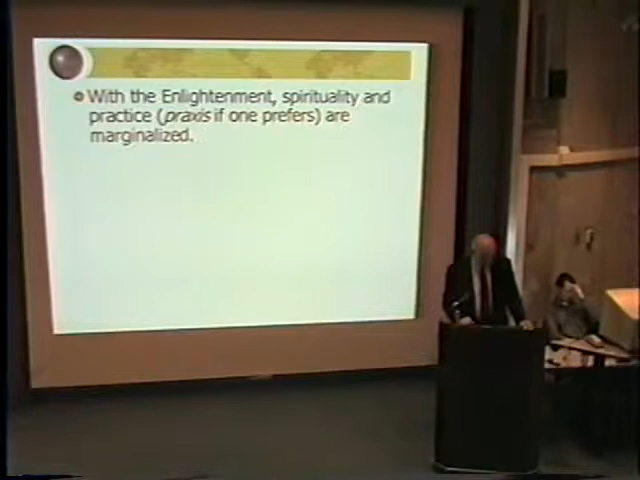 With the Enlightenment, spirituality and
practice (praxis if one prefers) are
marginalized.